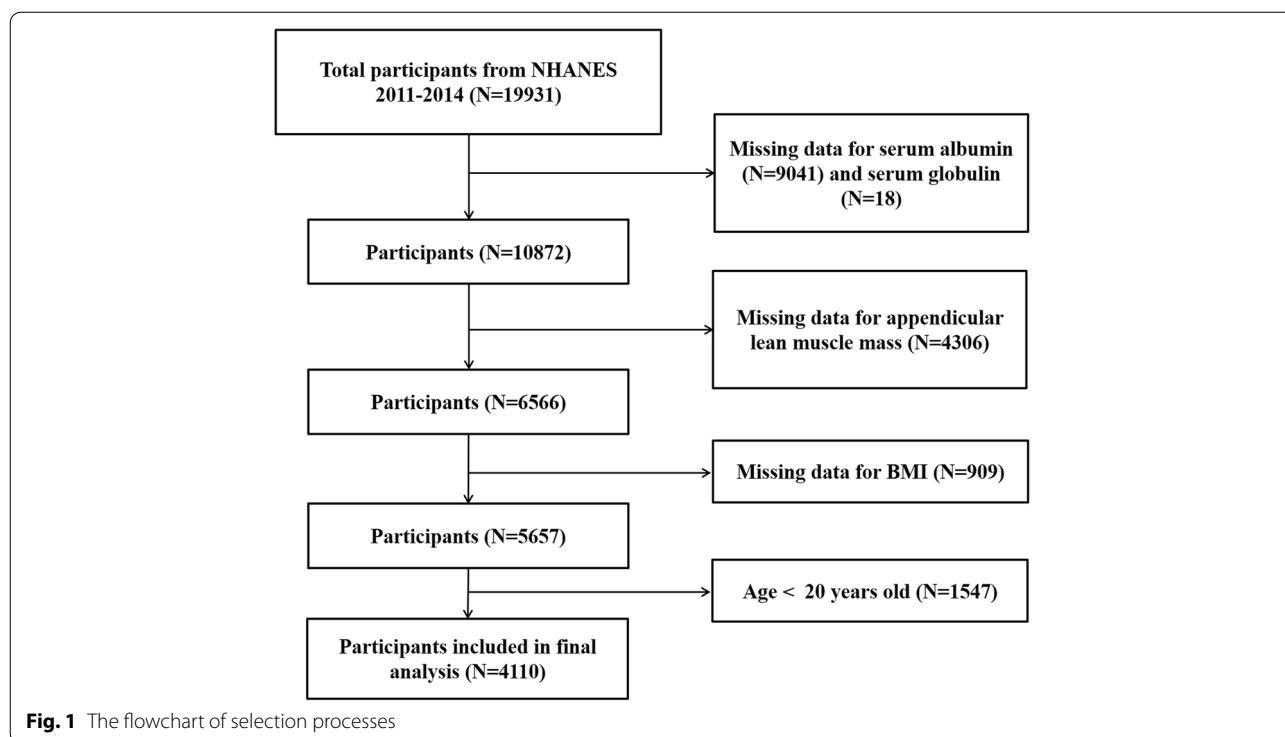 Total participants from NHANES
2011-2014 (N=19931)
Missing data for serum albumin
(N=9041) and serum globulin
(N=18)
Participants (N=10872)
Missing data for appendicular
lean muscle mass (N=4306)
Participants (N=6566)
Missing data for BMI (N=909)
Participants (N=5657)
Age < 20 years old (N=1547)
Participants included in final
analysis (N=4110)
Fig. 1 The flowchart of selection processes